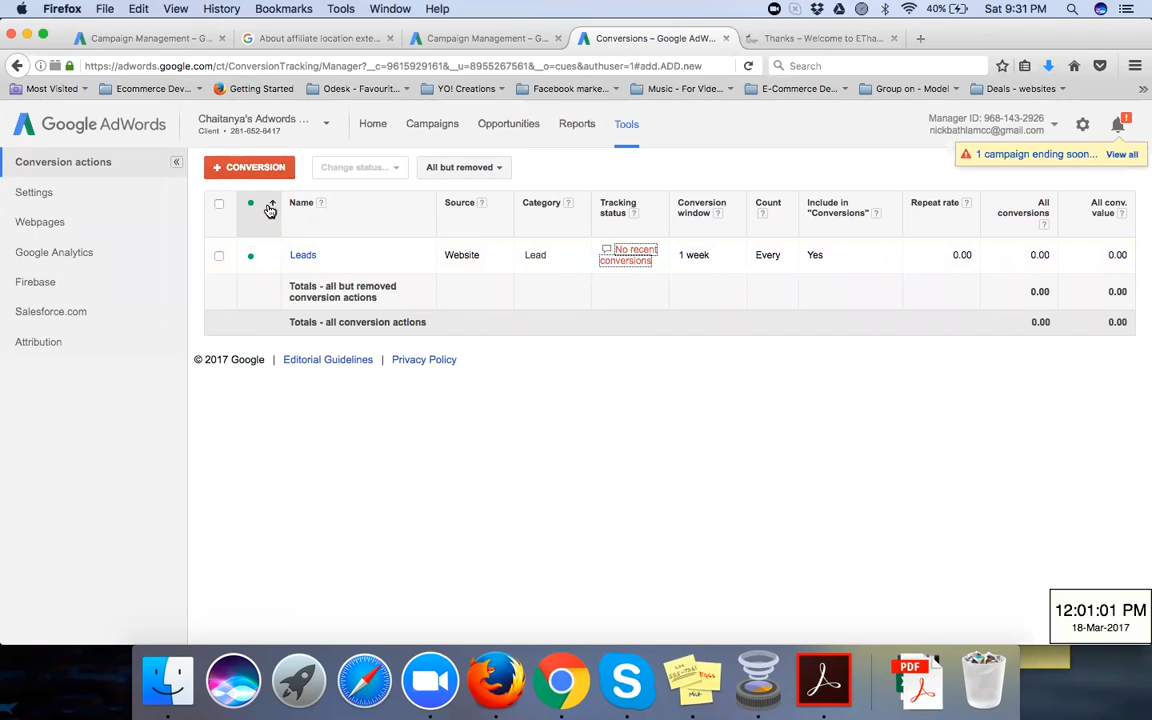 Firefox File Edit View History Bookmarks Tools Window Help 40% Sat 9:31 PM
Campaign Management – G... × About affiliate location exte... × Campaign Management – G... × Conversions – Google AdW... × Thanks – Welcome to ETha... × +
https://adwords.google.com/ct/ConversionTracking/Manager?__c=9615929161&__u=8955267561&__o=cues&authuser=1#add.ADD.new Search
Most Visited Ecommerce Dev... Getting Started Odesk - Favourit... YO! Creations Facebook marke... Music - For Vide... E-Commerce De... Group on - Model Deals - websites »
Google AdWords
Chaitanya's Adwords ...
Client • 281-652-8417
Home Campaigns Opportunities Reports Tools
Manager ID: 968-143-2926
nickbathlamcc@gmail.com
!
1 campaign ending soon... View all
Conversion actions «
Settings
Webpages
Google Analytics
Firebase
Salesforce.com
Attribution
+ CONVERSION Change status... All but removed
Name ? Source ? Category ? Tracking status ? Conversion window ? Count ? Include in "Conversions" ? Repeat rate ? All conversions ? All conv. value ?
Leads Website Lead No recent conversions 1 week Every Yes 0.00 0.00 0.00
Totals - all but removed conversion actions 0.00 0.00
Totals - all conversion actions 0.00 0.00
© 2017 Google | Editorial Guidelines | Privacy Policy
12:01:01 PM
18-Mar-2017
PDF